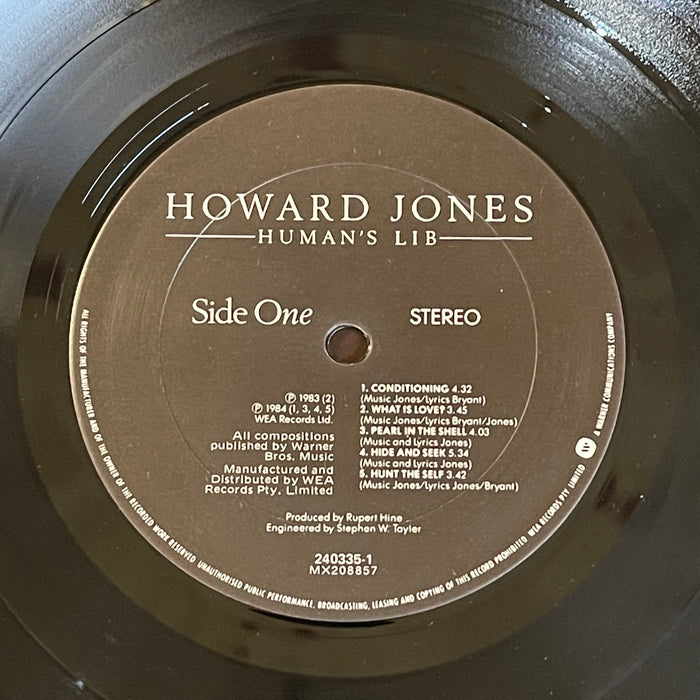 HOWARD JONES
HUMAN'S LIB
Side One
STEREO
℗ 1983 (2)
℗ 1984 (1, 3, 4, 5)
WEA Records Ltd.
All compositions
published by Warner
Bros. Music
Manufactured and
Distributed by WEA
Records Pty. Limited
1. CONDITIONING 4.32
(Music Jones/Lyrics Bryant)
2. WHAT IS LOVE? 3.45
(Music Jones/Lyrics Bryant/Jones)
3. PEARL IN THE SHELL 4.03
(Music and Lyrics Jones)
4. HIDE AND SEEK 5.34
(Music and Lyrics Jones)
5. HUNT THE SELF 3.42
(Music Jones/Lyrics Jones/Bryant)
Produced by Rupert Hine
Engineered by Stephen W. Tayler
240335-1
MX208857
ALL RIGHTS OF THE MANUFACTURER AND OF THE OWNER OF THE RECORDED WORK RESERVED UNAUTHORISED PUBLIC PERFORMANCE, BROADCASTING, LEASING AND COPYING OF THIS RECORD PROHIBITED WEA RECORDS PTY LIMITED A WARNER COMMUNICATIONS COMPANY